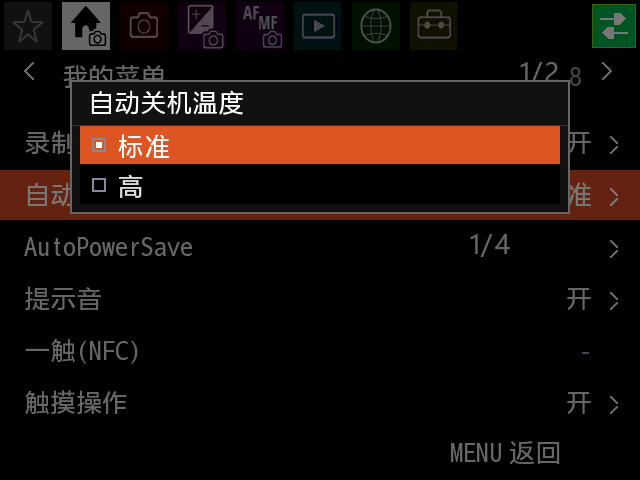 AF MF
我的菜单 1/2 8
自动关机温度
标准
高
录制 开
自动 准
AutoPowerSave 1/4
提示音 开
一触(NFC) -
触摸操作 开
MENU 返回